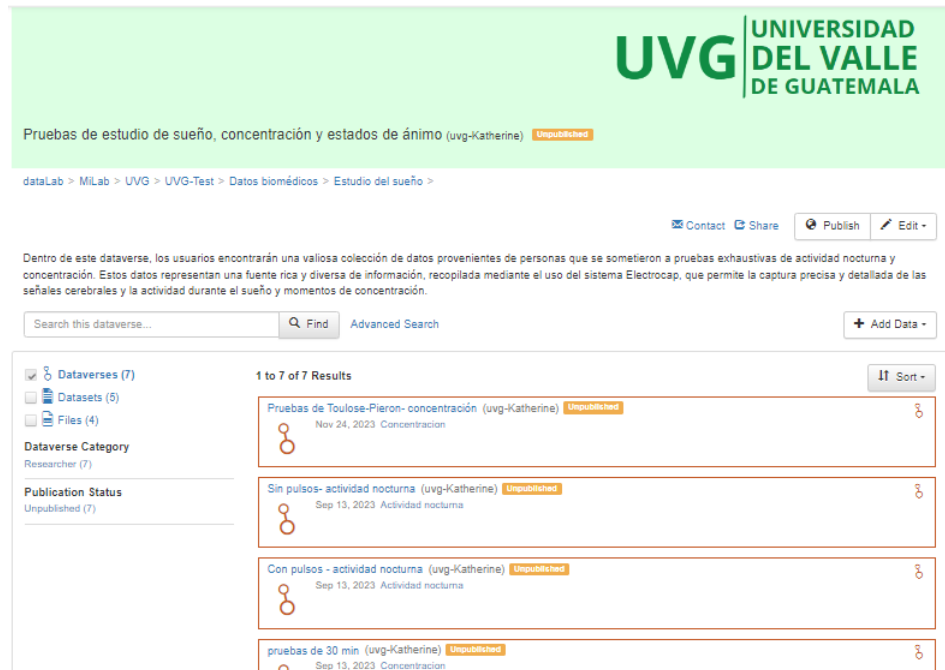 UVG UNIVERSIDAD
DEL VALLE
DE GUATEMALA
Pruebas de estudio de sueño, concentración y estados de ánimo (uvg-Katherine) Unpublished
dataLab > MiLab > UVG > UVG-Test > Datos biomédicos > Estudio del sueño >
Contact Share Publish Edit
Dentro de este dataverse, los usuarios encontrarán una valiosa colección de datos provenientes de personas que se sometieron a pruebas exhaustivas de actividad nocturna y
concentración. Estos datos representan una fuente rica y diversa de información, recopilada mediante el uso del sistema Electrocap, que permite la captura precisa y detallada de las
señales cerebrales y la actividad durante el sueño y momentos de concentración.
Search this dataverse... Find Advanced Search + Add Data
Dataverses (7)
Datasets (5)
Files (4)
Dataverse Category
Researcher (7)
Publication Status
Unpublished (7)
1 to 7 of 7 Results Sort
Pruebas de Toulose-Pieron- concentración (uvg-Katherine) Unpublished
Nov 24, 2023 Concentracion
Sin pulsos- actividad nocturna (uvg-Katherine) Unpublished
Sep 13, 2023 Actividad nocturna
Con pulsos - actividad nocturna (uvg-Katherine) Unpublished
Sep 13, 2023 Actividad nocturna
pruebas de 30 min (uvg-Katherine) Unpublished
Sep 13, 2023 Concentracion